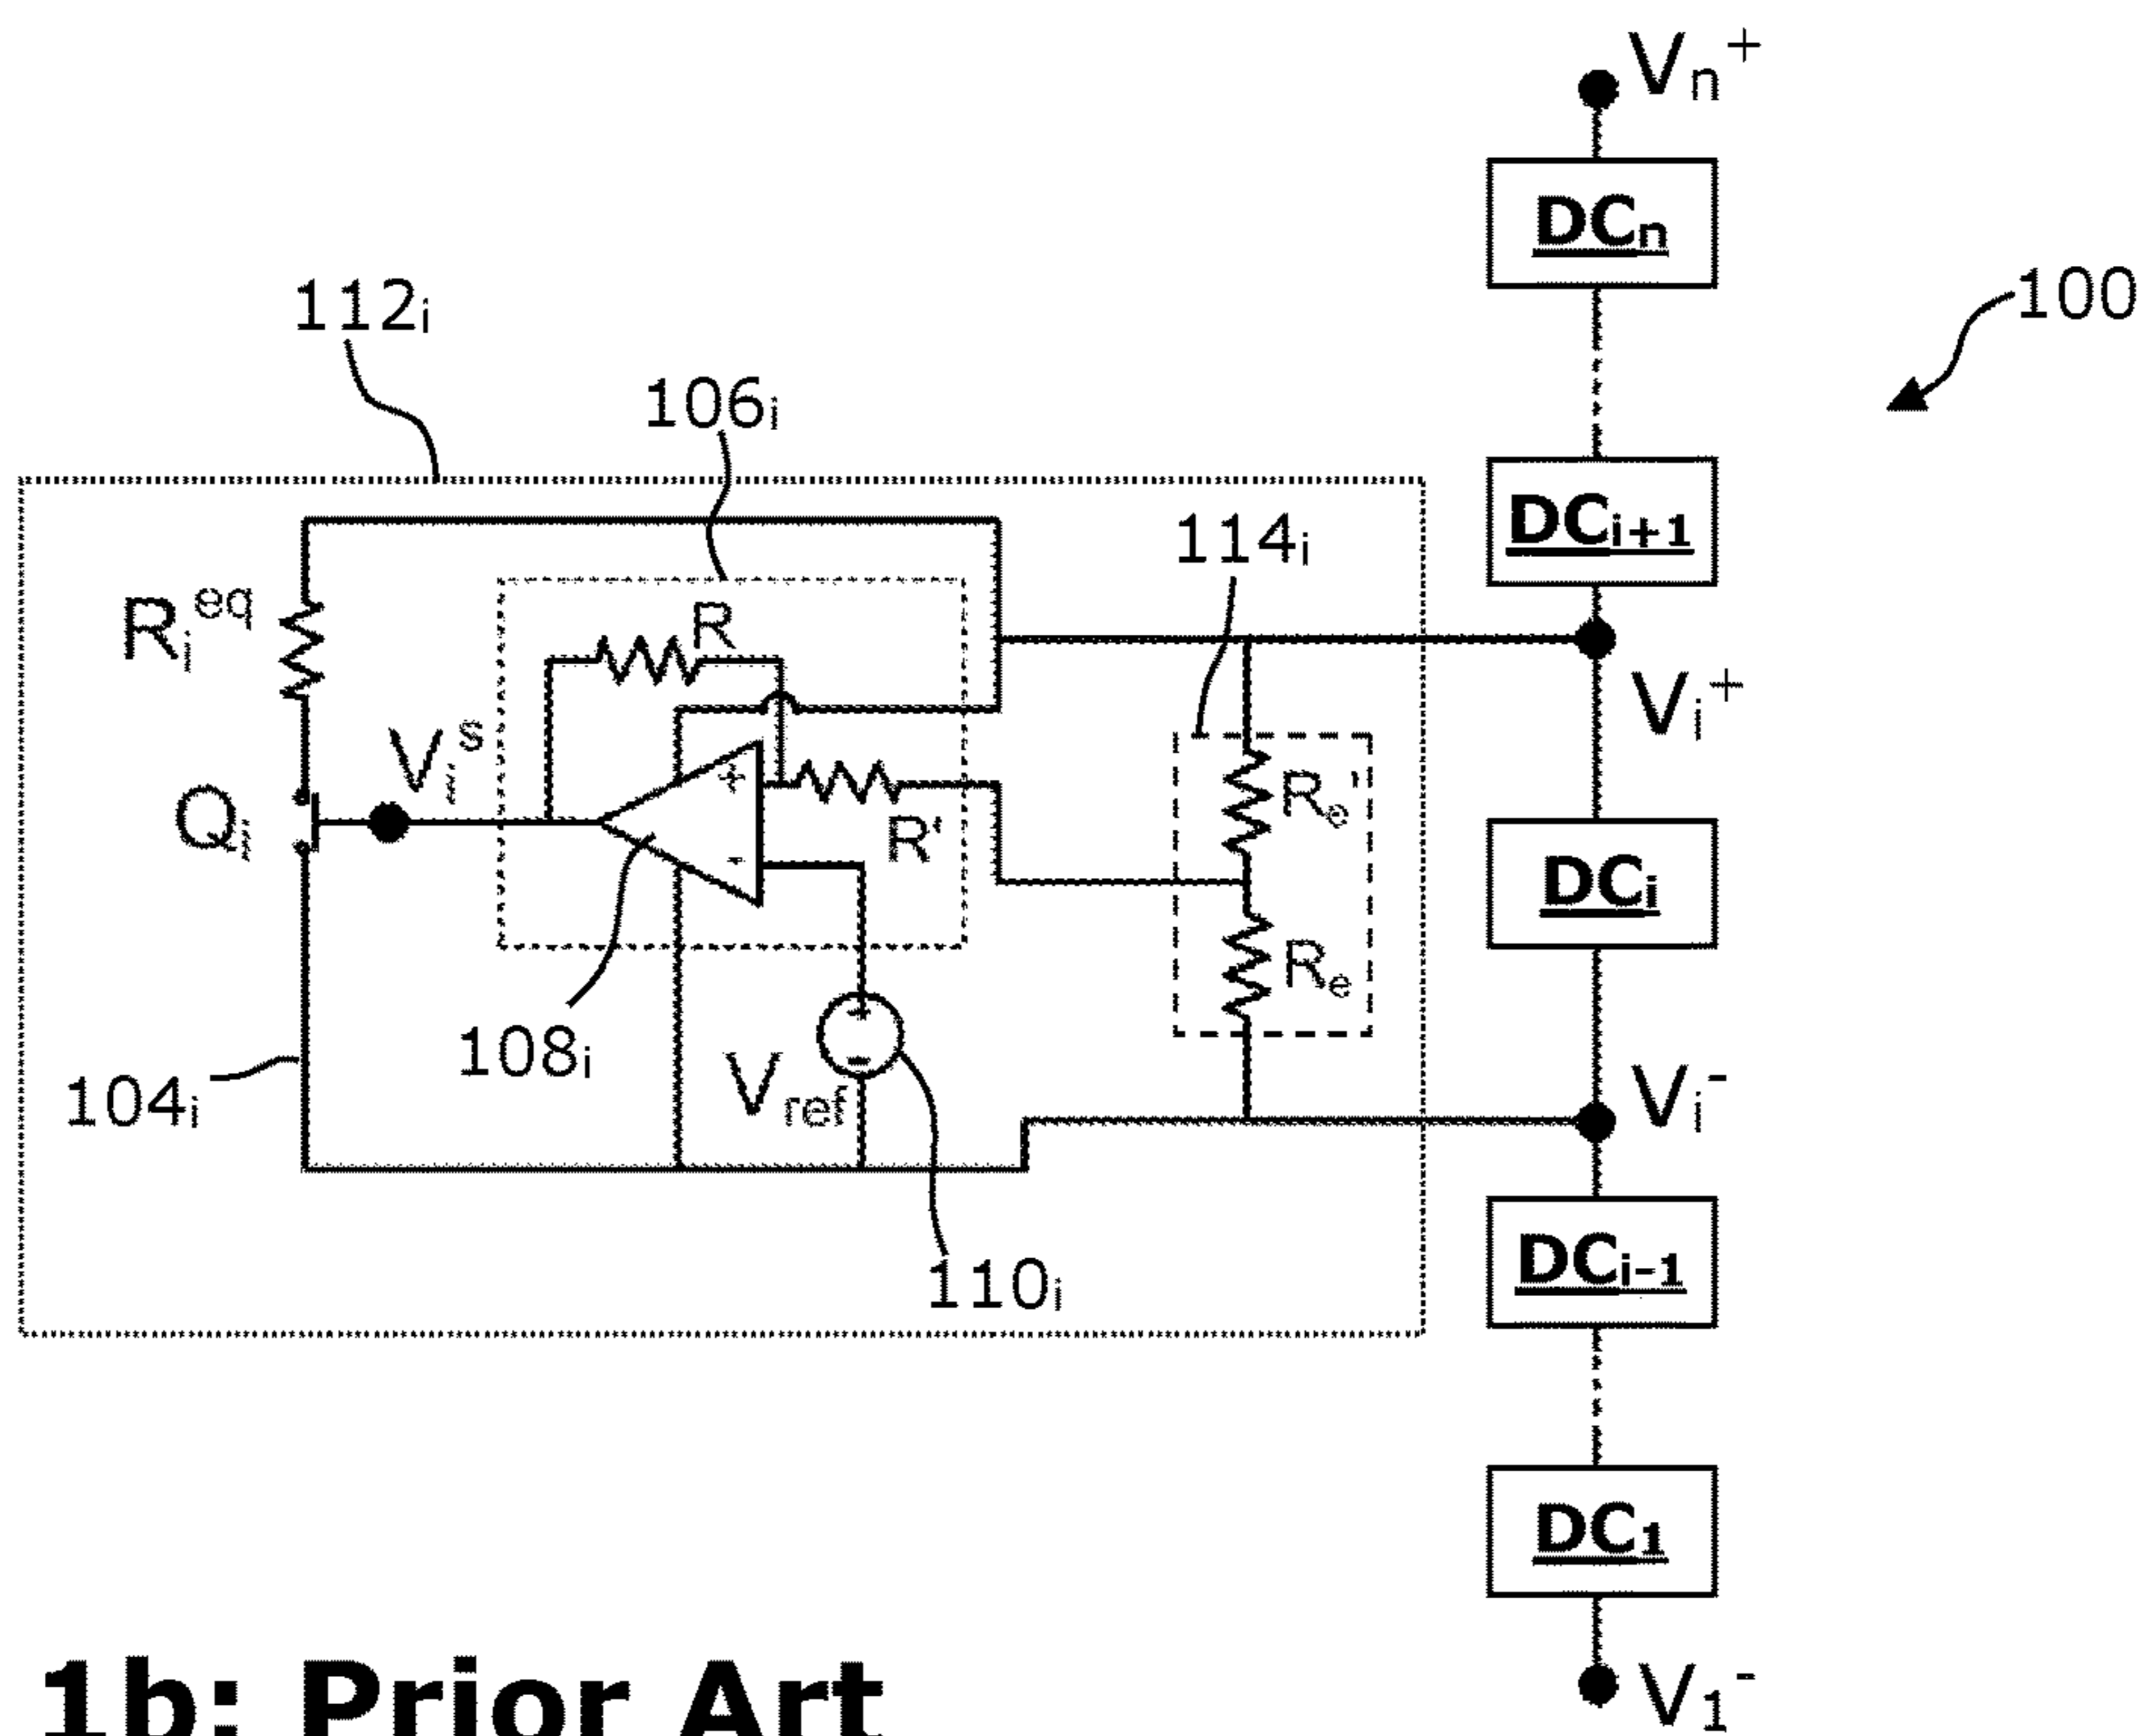 Vn+
DCn
100
112i
106i
DCi+1
114i
Rieq
R
Vi+
Vis
+
Re'
Qi
R'
DCi
-
Re
108i
+
-
Vref
104i
Vi-
DCi-1
110i
DC1
1b: Prior Art
V1-